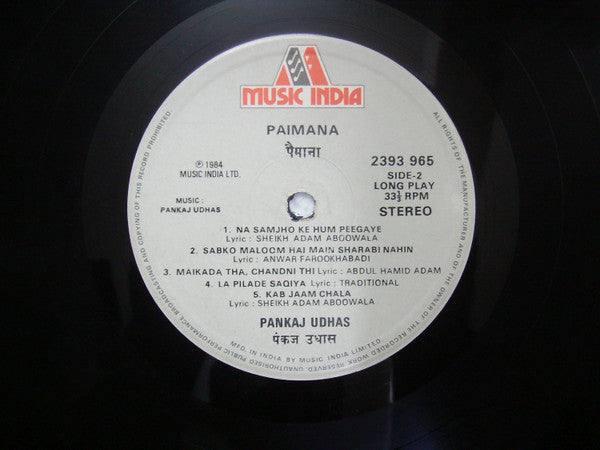 MUSIC INDIA
PAIMANA
पैमाना
℗ 1984
MUSIC INDIA LTD.
MUSIC :
PANKAJ UDHAS
2393 965
SIDE-2
LONG PLAY
33⅓ RPM
STEREO
1. NA SAMJHO KE HUM PEEGAYE
Lyric : SHEIKH ADAM ABOOWALA
2. SABKO MALOOM HAI MAIN SHARABI NAHIN
Lyric : ANWAR FAROOKHABADI
3. MAIKADA THA, CHANDNI THI Lyric : ABDUL HAMID ADAM
4. LA PILADE SAQIYA Lyric : TRADITIONAL
5. KAB JAAM CHALA
Lyric : SHEIKH ADAM ABOOWALA
PANKAJ UDHAS
पंकज उधास
MFD. IN INDIA BY MUSIC INDIA LIMITED.
ALL RIGHTS OF THE MANUFACTURER AND OF THE OWNER OF THE RECORDED WORK RESERVED UNAUTHORISED PUBLIC PERFORMANCE, BROADCASTING AND COPYING OF THIS RECORD PROHIBITED.